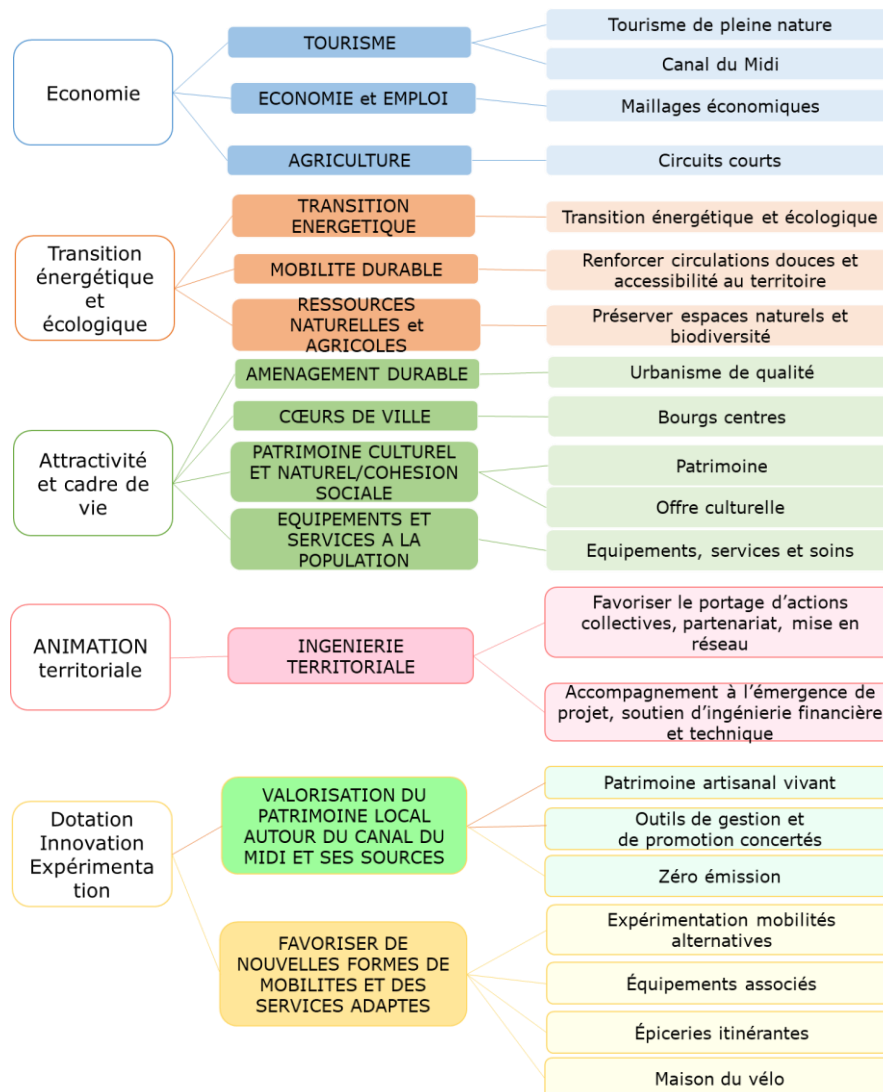 Economie
TOURISME
Tourisme de pleine nature
Canal du Midi
ECONOMIE et EMPLOI
Maillages économiques
AGRICULTURE
Circuits courts
Transition
énergétique
et
écologique
TRANSITION
ENERGETIQUE
Transition énergétique et écologique
MOBILITE DURABLE
Renforcer circulations douces et
accessibilité au territoire
RESSOURCES
NATURELLES et
AGRICOLES
Préserver espaces naturels et
biodiversité
Attractivité
et cadre de
vie
AMENAGEMENT DURABLE
Urbanisme de qualité
CŒURS DE VILLE
Bourgs centres
PATRIMOINE CULTUREL
ET NATUREL/COHESION
SOCIALE
Patrimoine
Offre culturelle
EQUIPEMENTS ET
SERVICES A LA
POPULATION
Equipements, services et soins
ANIMATION
territoriale
INGENIERIE
TERRITORIALE
Favoriser le portage d’actions
collectives, partenariat, mise en
réseau
Accompagnement à l’émergence de
projet, soutien d’ingénierie financière
et technique
Dotation
Innovation
Expérimenta
tion
VALORISATION DU
PATRIMOINE LOCAL
AUTOUR DU CANAL DU
MIDI ET SES SOURCES
Patrimoine artisanal vivant
Outils de gestion et
de promotion concertés
Zéro émission
FAVORISER DE
NOUVELLES FORMES DE
MOBILITES ET DES
SERVICES ADAPTES
Expérimentation mobilités
alternatives
Équipements associés
Épiceries itinérantes
Maison du vélo